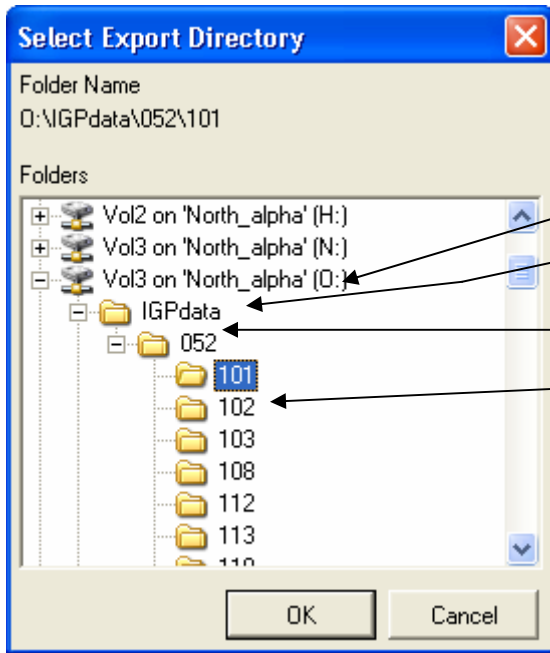 Select Export Directory
Folder Name
O:\IGPdata\052\101
Folders
Vol2 on 'North_alpha' (H:)
Vol3 on 'North_alpha' (N:)
Vol3 on 'North_alpha' (O:)
IGPdata
052
101
102
103
108
112
113
OK Cancel